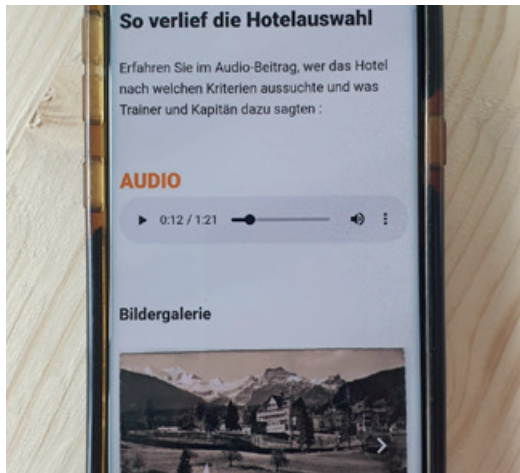 So verlief die Hotelauswahl
Erfahren Sie im Audio-Beitrag, wer das Hotel
nach welchen Kriterien aussuchte und was
Trainer und Kapitän dazu sagten :
AUDIO
0:12 / 1:21
Bildergalerie